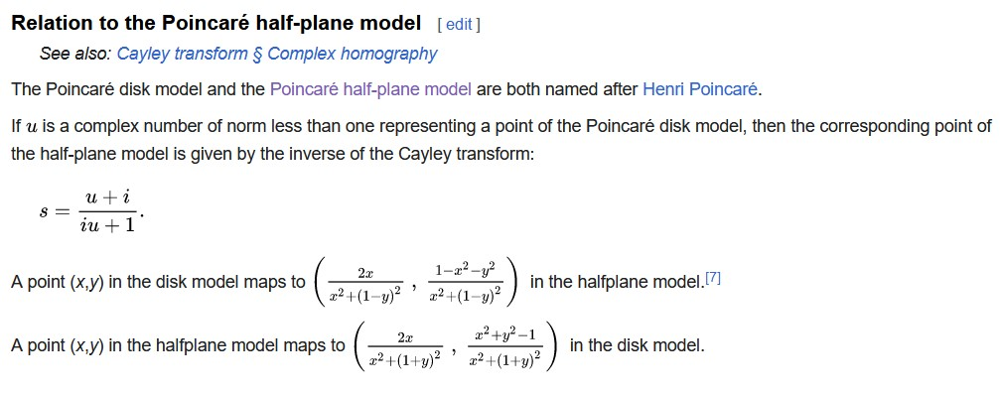 Relation to the Poincaré half-plane model [ edit ]
See also: Cayley transform § Complex homography
The Poincaré disk model and the Poincaré half-plane model are both named after Henri Poincaré.
If u is a complex number of norm less than one representing a point of the Poincaré disk model, then the corresponding point of
the half-plane model is given by the inverse of the Cayley transform:
s = \frac{u + i}{iu + 1}.
A point (x,y) in the disk model maps to \left( \frac{2x}{x^2+(1-y)^2} , \frac{1-x^2-y^2}{x^2+(1-y)^2} \right) in the halfplane model.[7]
A point (x,y) in the halfplane model maps to \left( \frac{2x}{x^2+(1+y)^2} , \frac{x^2+y^2-1}{x^2+(1+y)^2} \right) in the disk model.